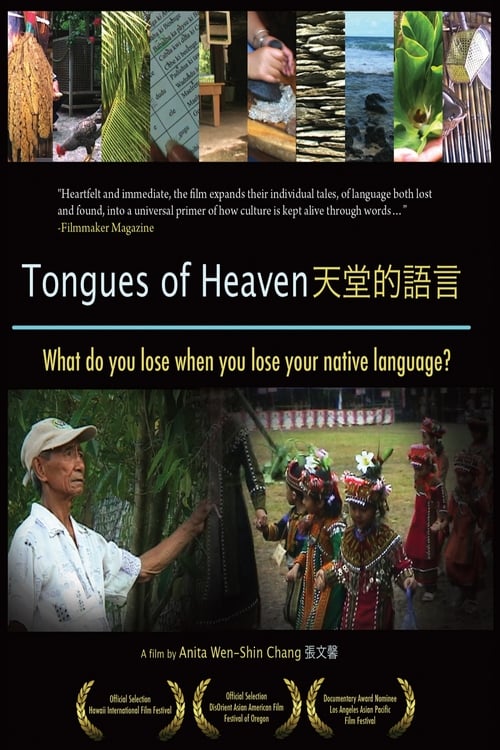 "Heartfelt and immediate, the film expands their individual tales, of language both lost
and found, into a universal primer of how culture is kept alive through words... "
-Filmmaker Magazine
Tongues of Heaven 天堂的語言
What do you lose when you lose your native language?
A film by Anita Wen-Shin Chang 張文馨
Official Selection
Hawaii International Film Festival
Official Selection
DisOrient Asian American Film
Festival of Oregon
Documentary Award Nominee
Los Angeles Asian Pacific
Film Festival